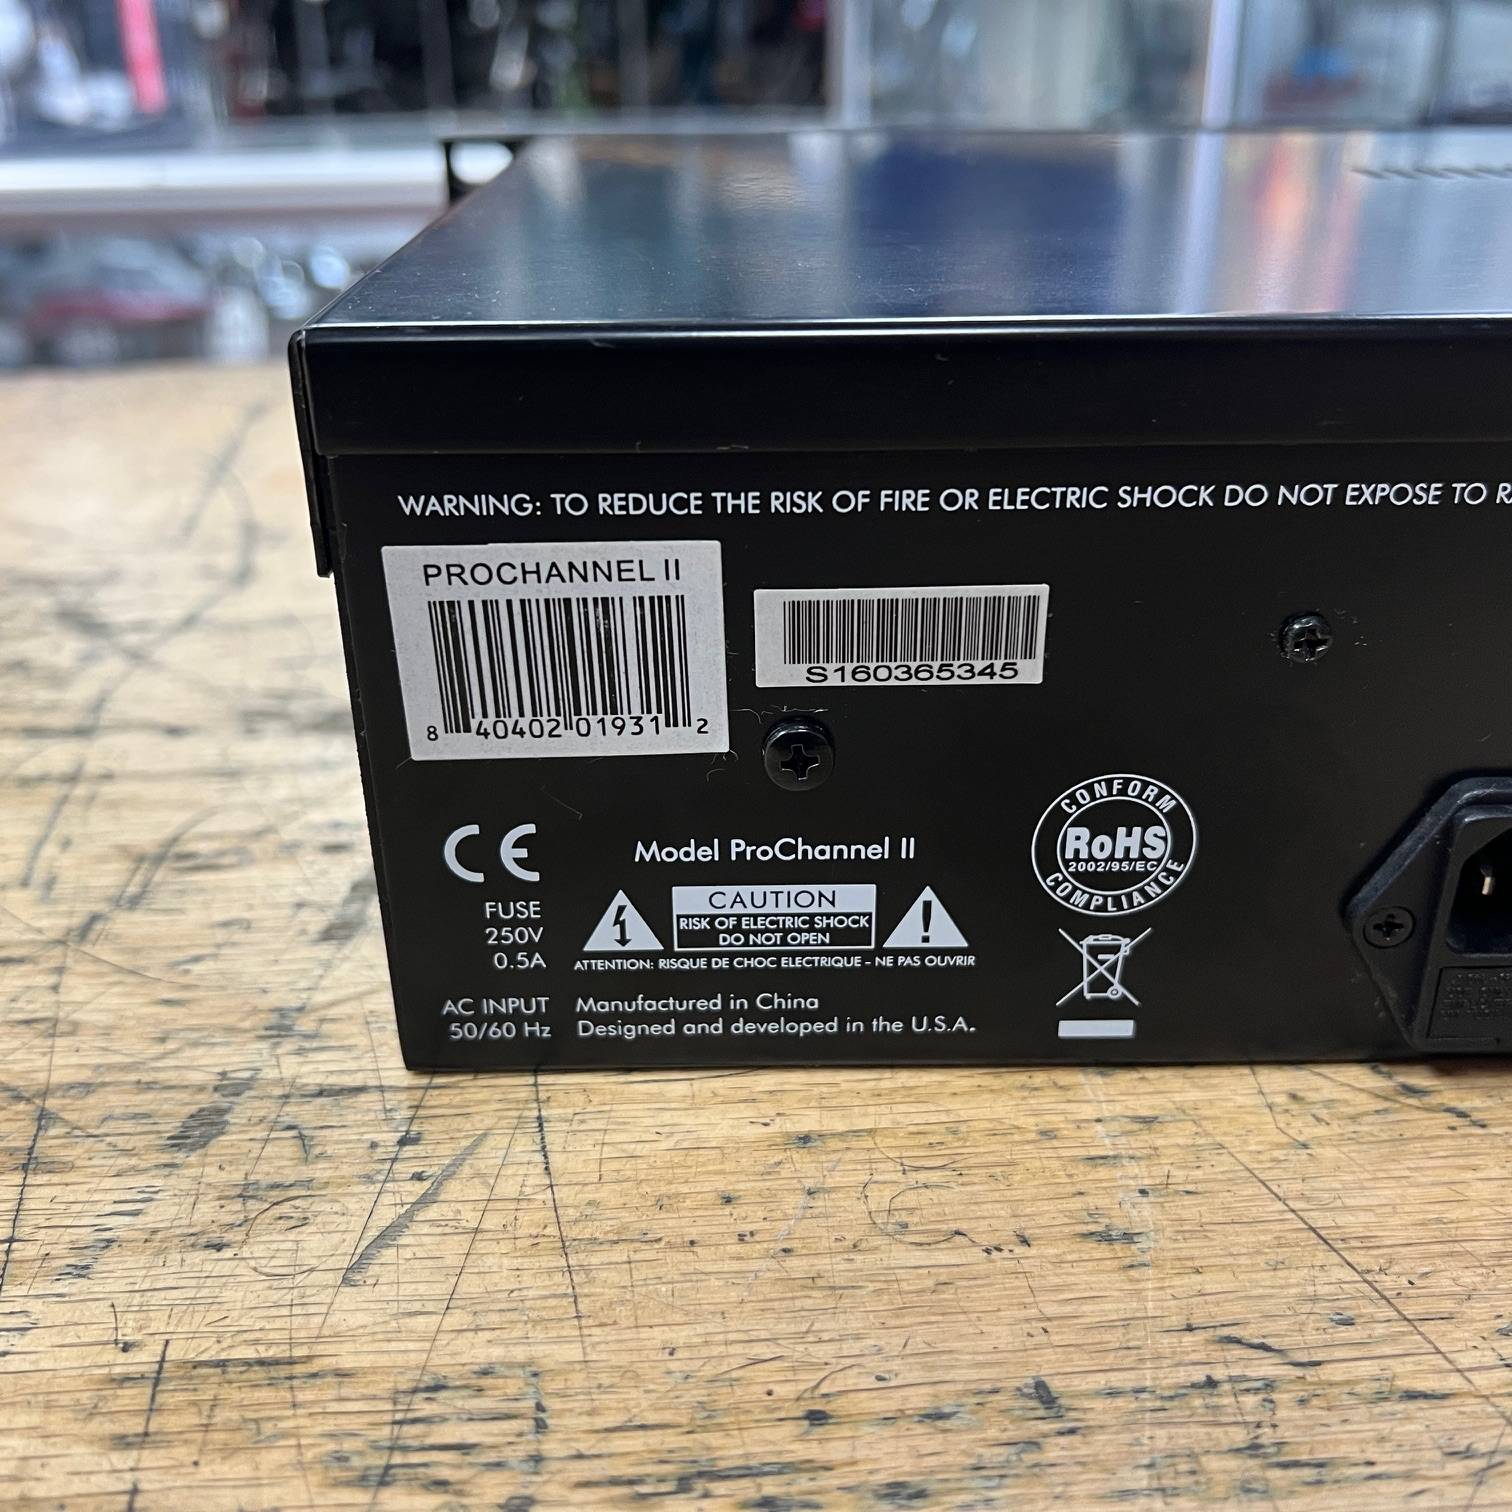 WARNING: TO REDUCE THE RISK OF FIRE OR ELECTRIC SHOCK DO NOT EXPOSE TO
PROCHANNEL II
8 40402 01931 2
S160365345
CE
FUSE
250V
0.5A
AC INPUT
50/60 Hz
Model ProChannel II
CAUTION
RISK OF ELECTRIC SHOCK
DO NOT OPEN
ATTENTION: RISQUE DE CHOC ELECTRIQUE - NE PAS OUVRIR
Manufactured in China
Designed and developed in the U.S.A.
CONFORM
RoHS
2002/95/EC
COMPLIANCE